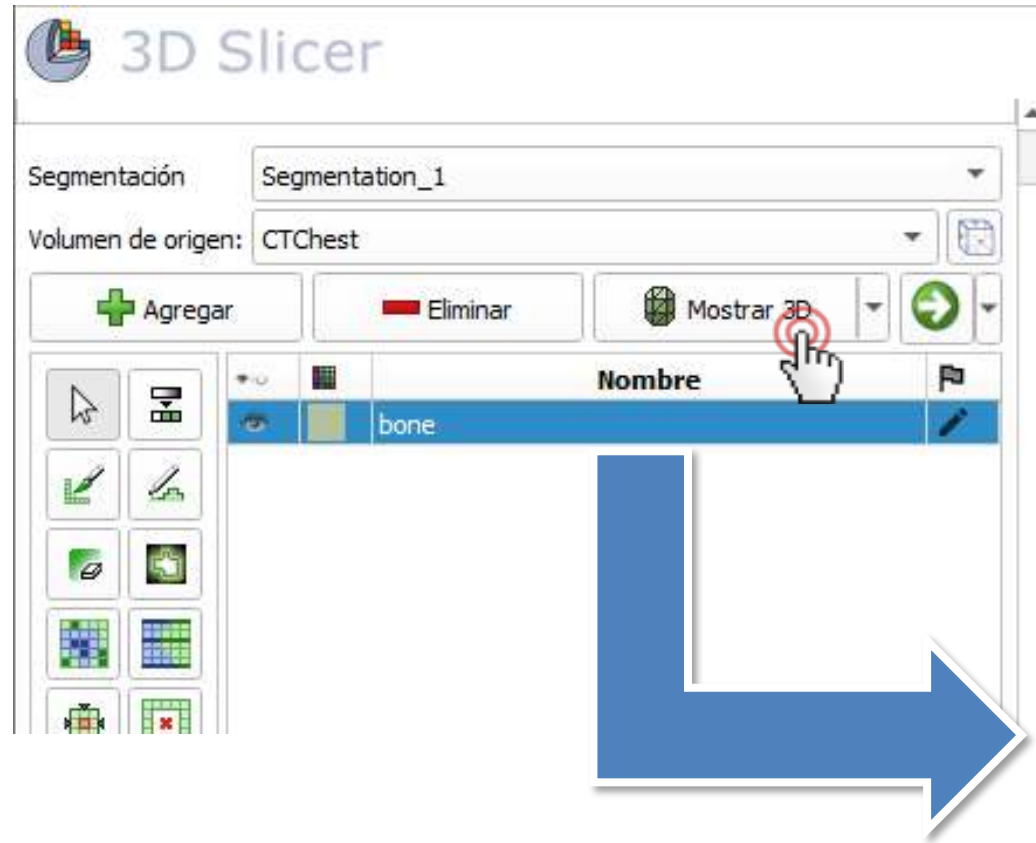 3D Slicer
Segmentación Segmentation_1
Volumen de origen: CTChest
Agregar Eliminar Mostrar 3D
Nombre
bone